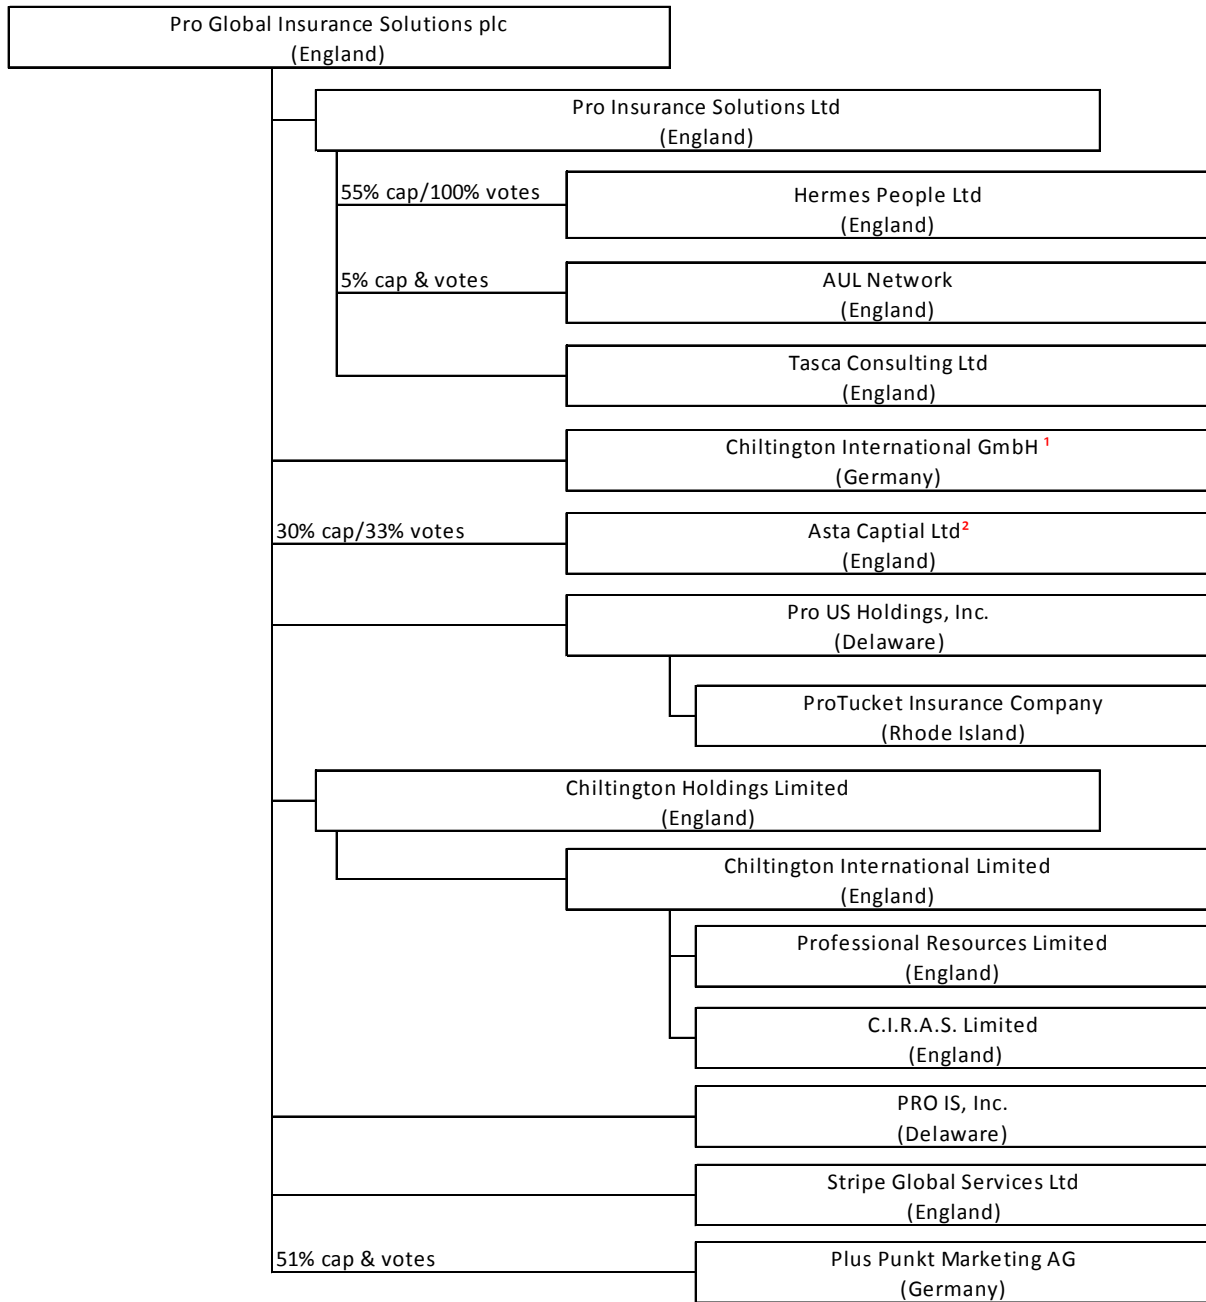 Pro Global Insurance Solutions plc
(England)
Pro Insurance Solutions Ltd
(England)
55% cap/100% votes
Hermes People Ltd
(England)
5% cap & votes
AUL Network
(England)
Tasca Consulting Ltd
(England)
Chiltington International GmbH ¹
(Germany)
30% cap/33% votes
Asta Captial Ltd²
(England)
Pro US Holdings, Inc.
(Delaware)
ProTucket Insurance Company
(Rhode Island)
Chiltington Holdings Limited
(England)
Chiltington International Limited
(England)
Professional Resources Limited
(England)
C.I.R.A.S. Limited
(England)
PRO IS, Inc.
(Delaware)
Stripe Global Services Ltd
(England)
51% cap & votes
Plus Punkt Marketing AG
(Germany)